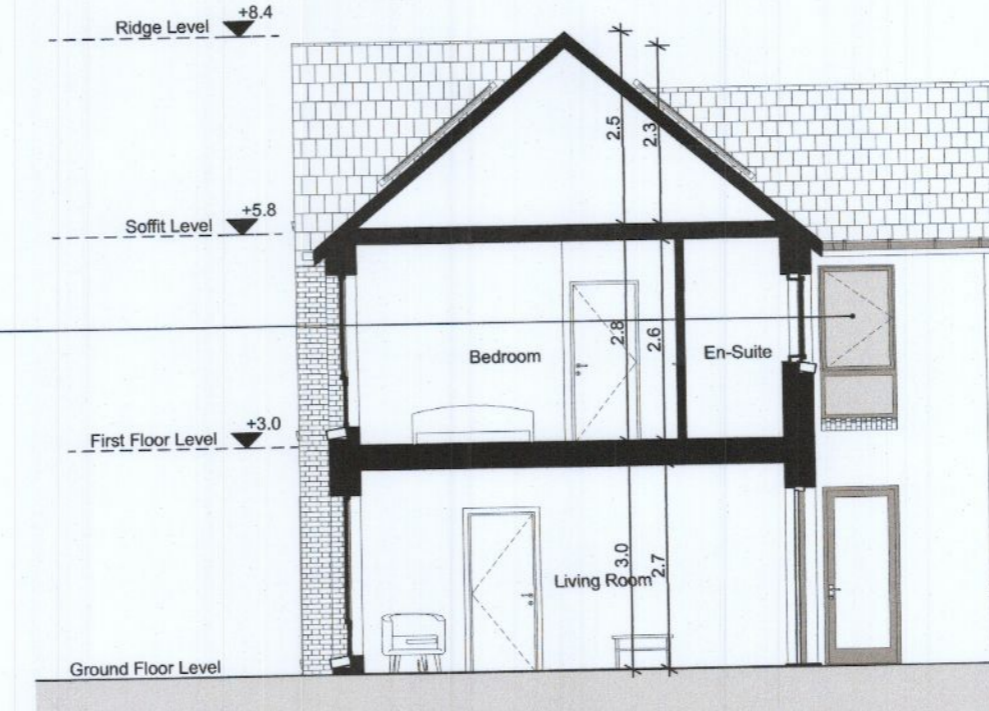 +8.4
Ridge Level
2.5
2.3
+5.8
Soffit Level
2.8
2.6
Bedroom
En-Suite
+3.0
First Floor Level
3.0
2.7
Living Room
Ground Floor Level